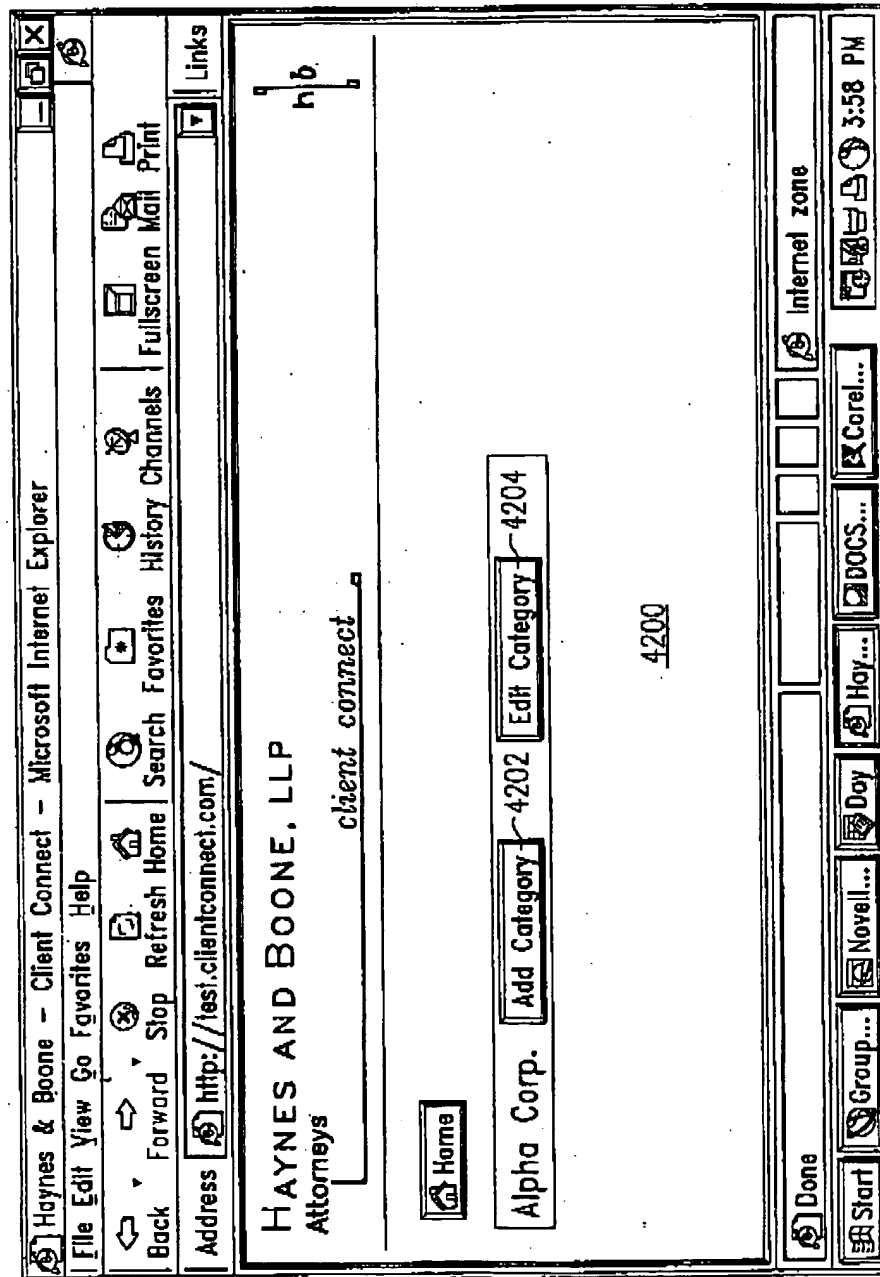 Haynes & Boone – Client Connect – Microsoft Internet Explorer
File Edit View Go Favorites Help
Back Forward Stop Refresh Home Search Favorites History Channels Fullscreen Mail Print
Address http://test.clientconnect.com/ Links
HAYNES AND BOONE, LLP
Attorneys
client connect
h b
Home
Alpha Corp. Add Category 4202 Edit Category 4204
4200
Done Internet zone
Start Group... Novell... Day Hay... DOCS... Corel... 3:58 PM